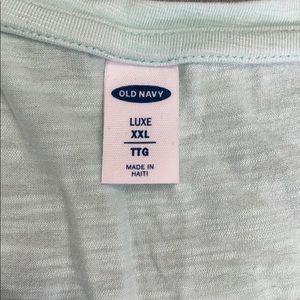 OLD NAVY
LUXE
XXL
TTG
MADE IN
HAITI